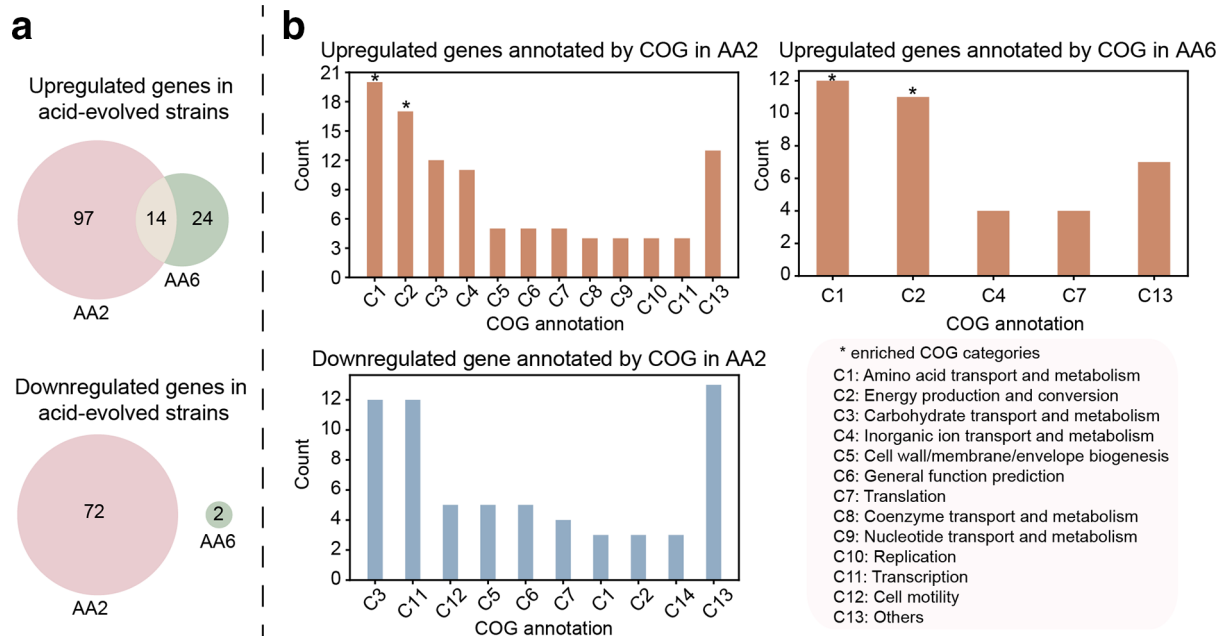 a
Upregulated genes in
acid-evolved strains
97
14
24
AA6
AA2
Downregulated genes in
acid-evolved strains
72
2
AA6
AA2
b
Upregulated genes annotated by COG in AA2
21
18
15
12
9
6
3
0
Count
*
*
C1 C2 C3 C4 C5 C6 C7 C8 C9 C10 C11 C13
COG annotation
Upregulated genes annotated by COG in AA6
12
10
8
6
4
2
0
Count
*
*
C1 C2 C4 C7 C13
COG annotation
Downregulated gene annotated by COG in AA2
12
10
8
6
4
2
0
Count
C3 C11 C12 C5 C6 C7 C1 C2 C14 C13
COG annotation
* enriched COG categories
C1: Amino acid transport and metabolism
C2: Energy production and conversion
C3: Carbohydrate transport and metabolism
C4: Inorganic ion transport and metabolism
C5: Cell wall/membrane/envelope biogenesis
C6: General function prediction
C7: Translation
C8: Coenzyme transport and metabolism
C9: Nucleotide transport and metabolism
C10: Replication
C11: Transcription
C12: Cell motility
C13: Others